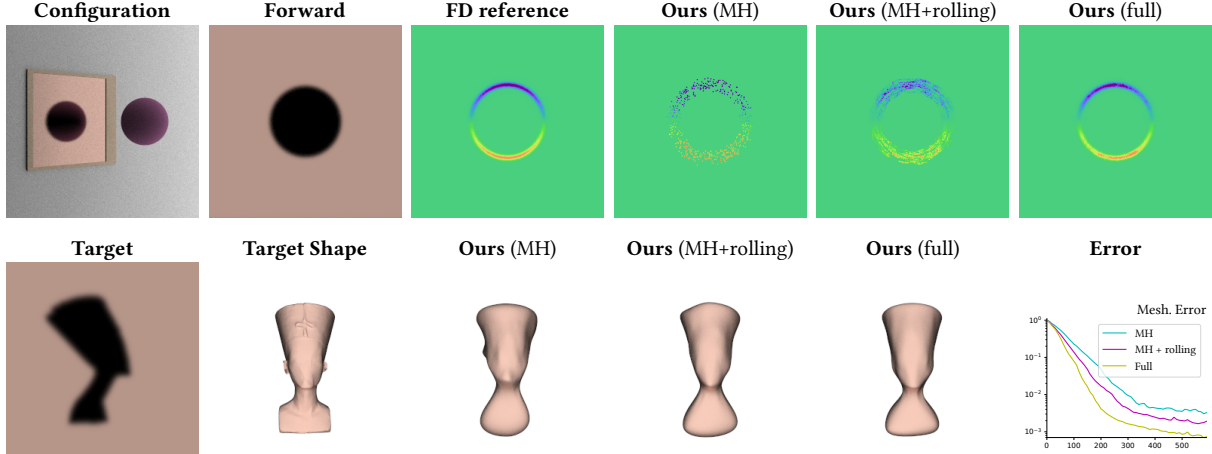 Configuration Forward FD reference Ours (MH) Ours (MH+rolling) Ours (full)
Target Target Shape Ours (MH) Ours (MH+rolling) Ours (full) Error
Mesh. Error
10⁰
MH
MH + rolling
10⁻¹
Full
10⁻²
10⁻³
0 100 200 300 400 500